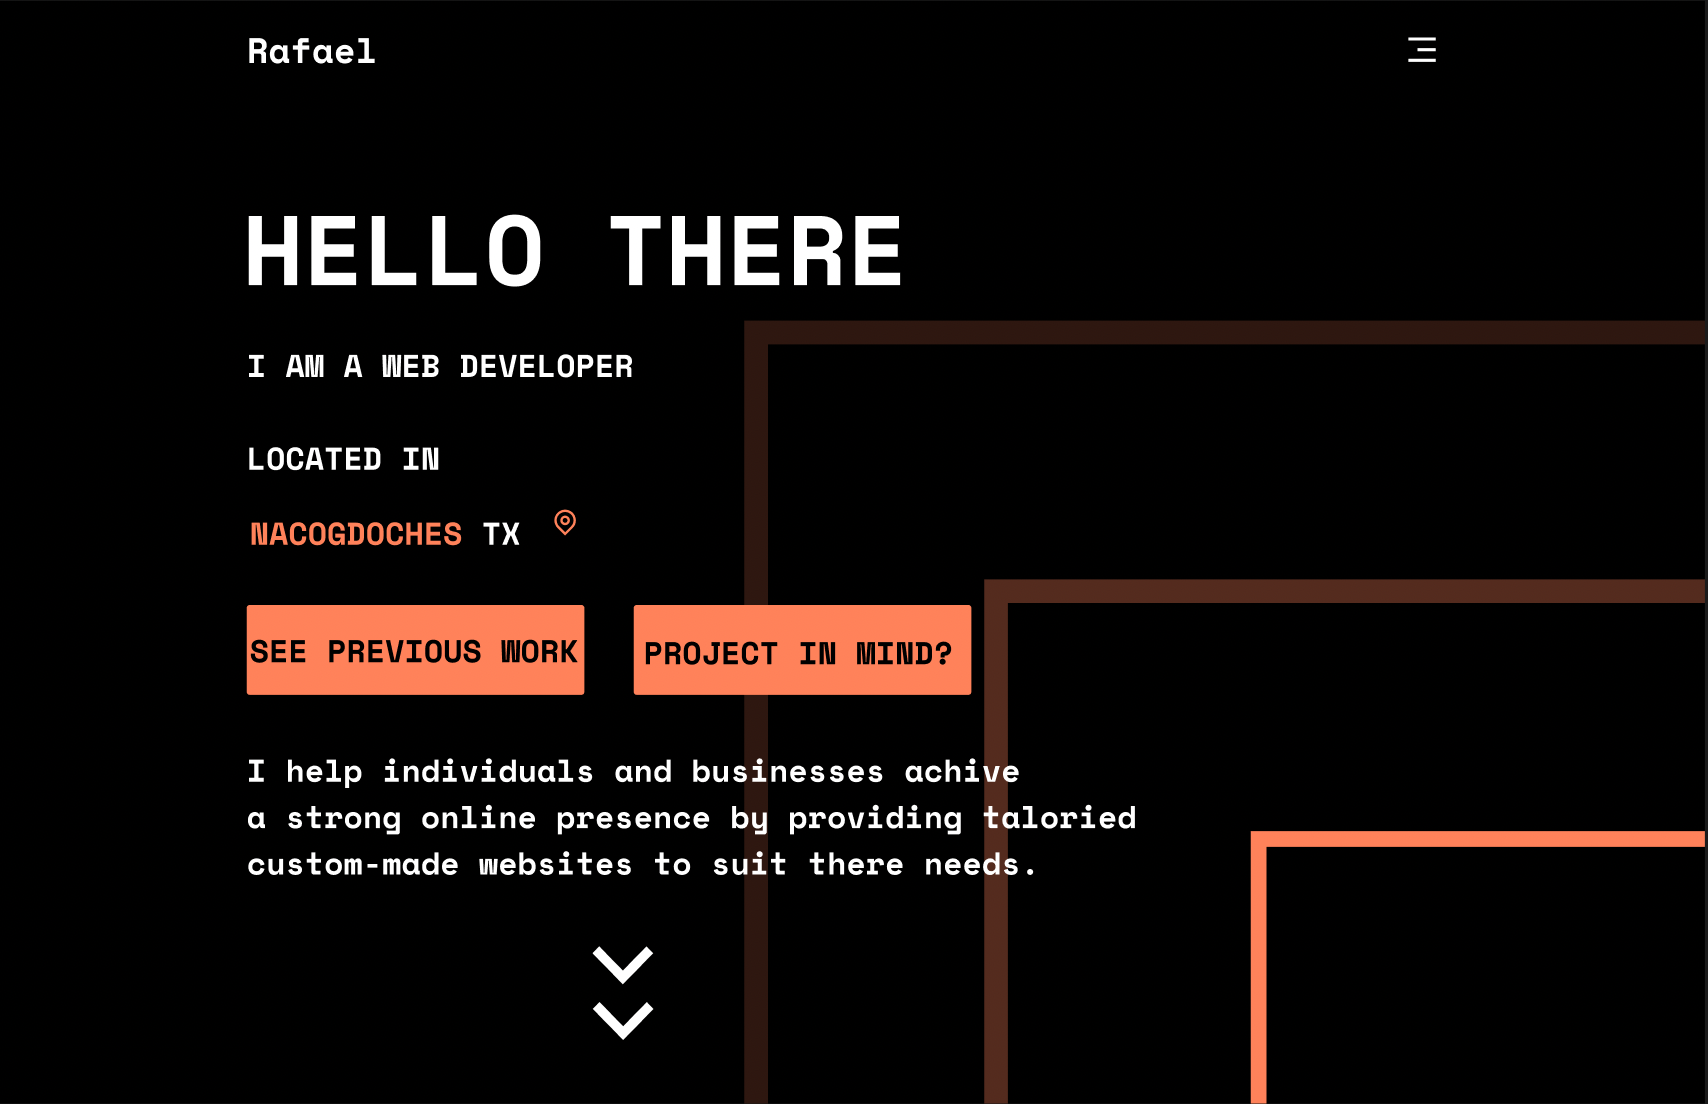 Rafael
HELLO THERE
I AM A WEB DEVELOPER
LOCATED IN
NACOGDOCHES TX
SEE PREVIOUS WORK
PROJECT IN MIND?
I help individuals and businesses achive
a strong online presence by providing taloried
custom-made websites to suit there needs.